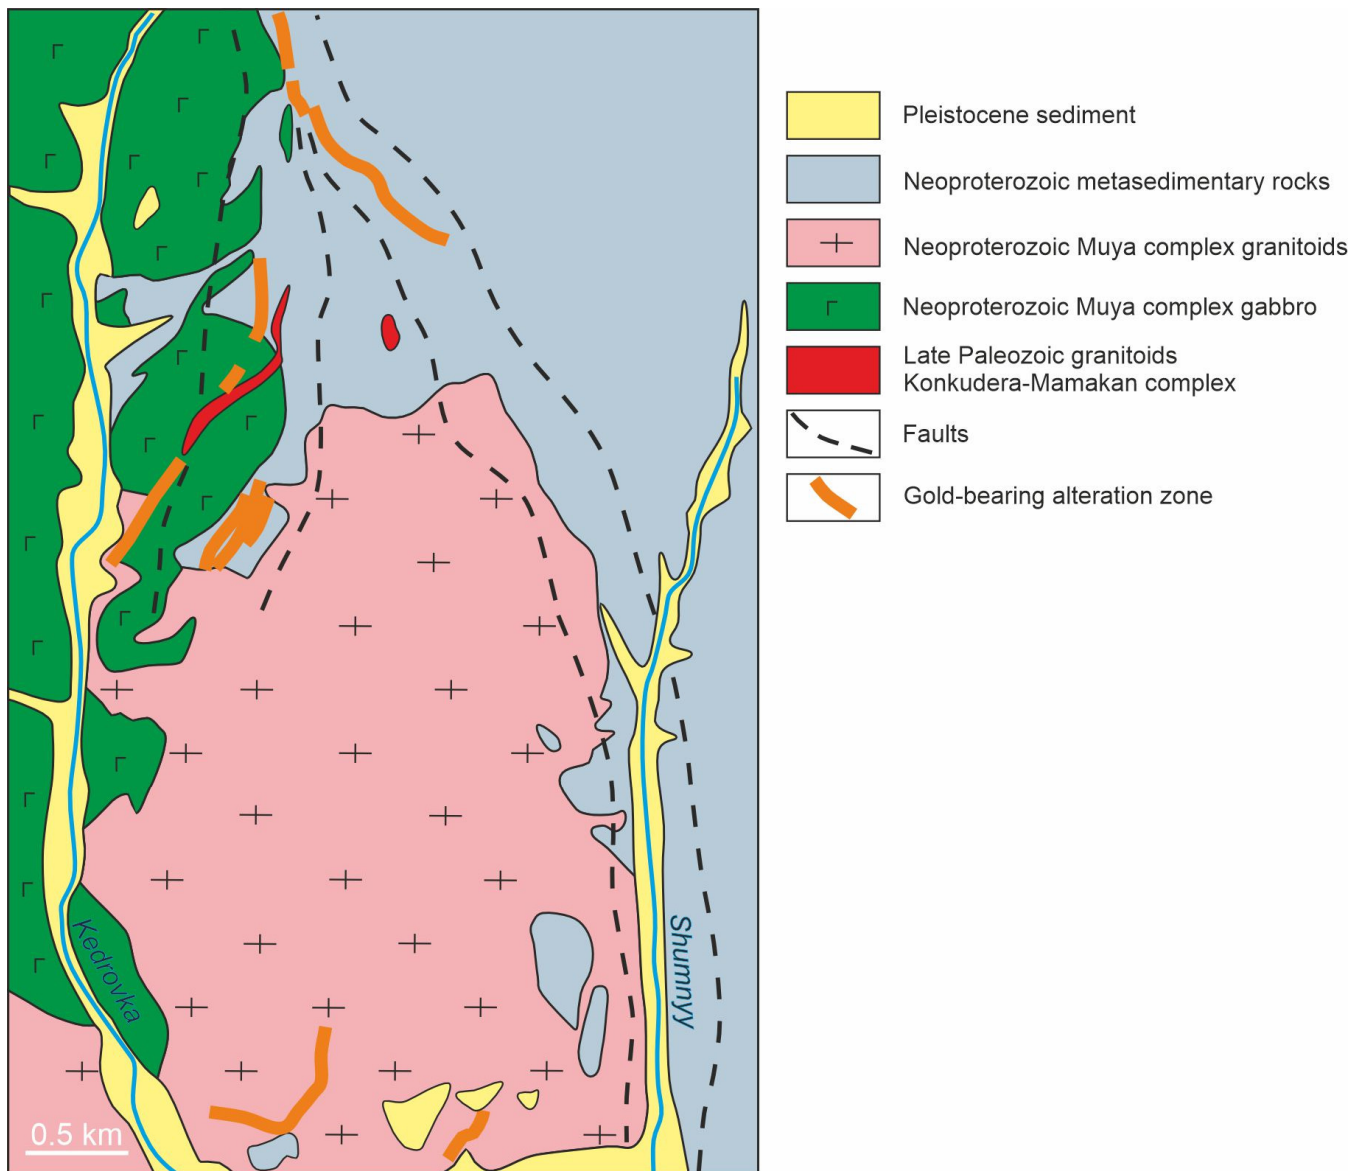 Pleistocene sediment
Neoproterozoic metasedimentary rocks
Neoproterozoic Muya complex granitoids
Neoproterozoic Muya complex gabbro
Late Paleozoic granitoids
Konkudera-Mamakan complex
Faults
Gold-bearing alteration zone
Kedrovka
Shumnyy
0.5 km